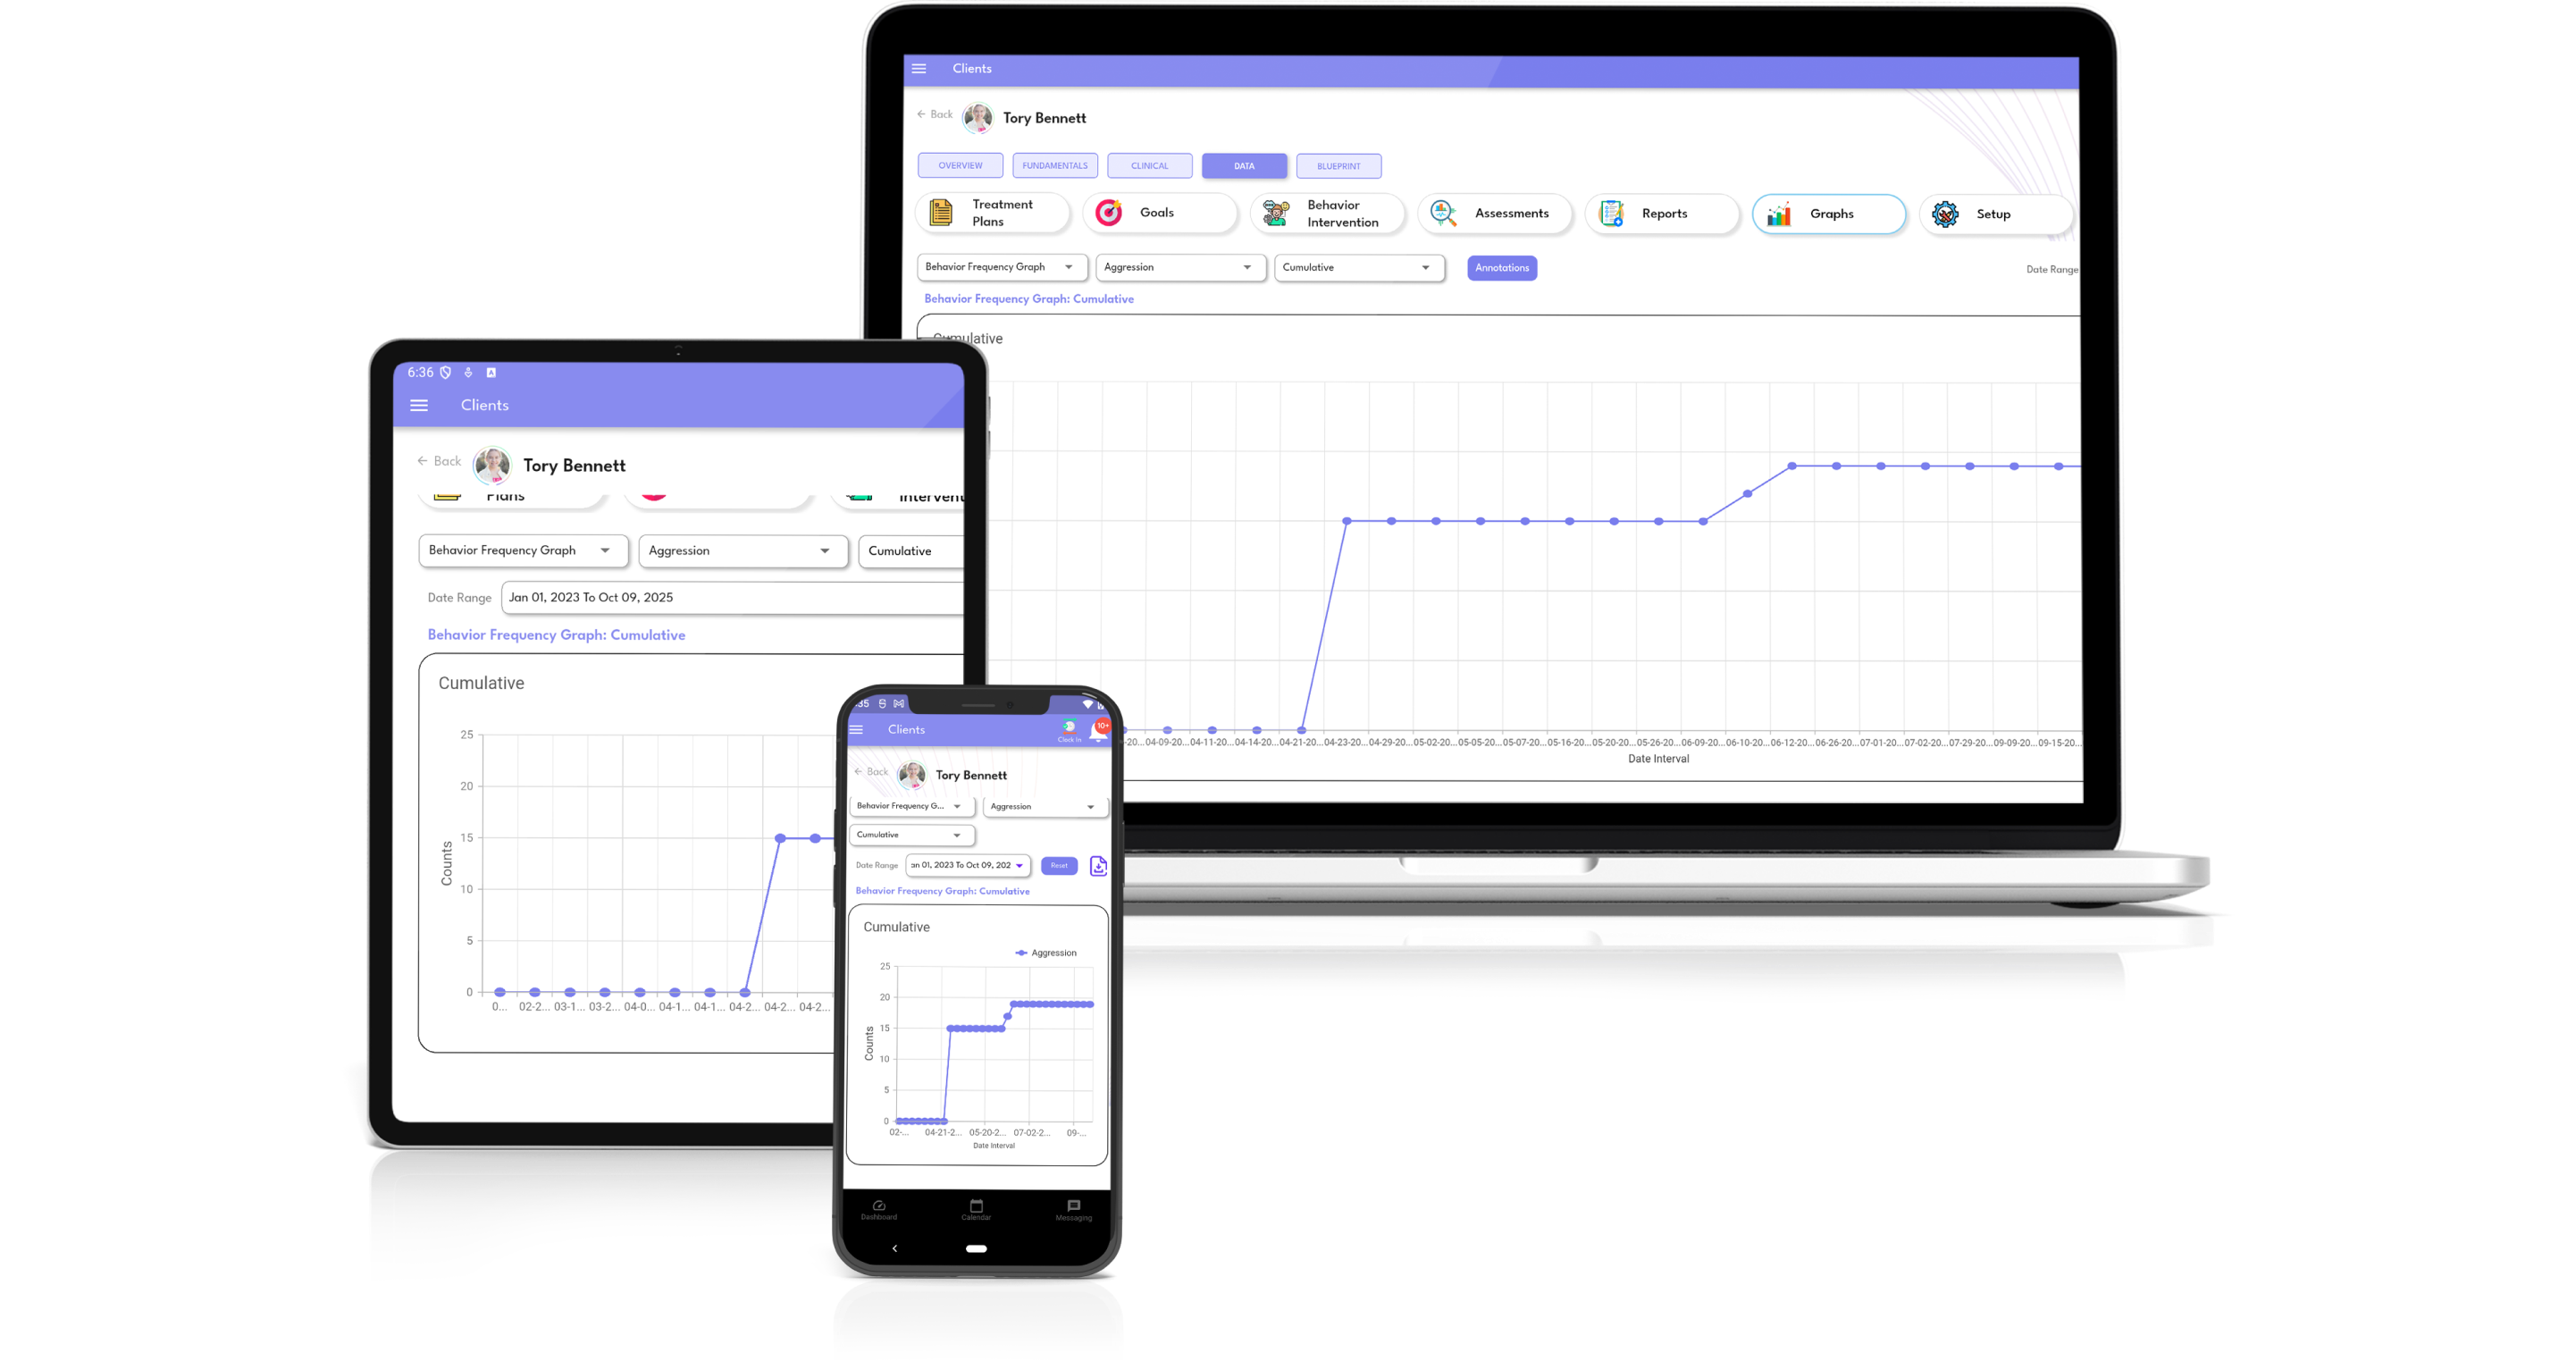 Clients
← Back
Tory Bennett
OVERVIEW
FUNDAMENTALS
CLINICAL
DATA
BLUEPRINT
Treatment
Plans
Goals
Behavior
Intervention
Assessments
Reports
Graphs
Setup
Behavior Frequency Graph
Aggression
Cumulative
Annotations
Date Range
Behavior Frequency Graph: Cumulative
Cumulative
-20... 04-09-20... 04-11-20... 04-14-20... 04-21-20... 04-23-20... 04-29-20... 05-02-20... 05-05-20... 05-07-20... 05-16-20... 05-20-20... 05-26-20... 06-09-20... 06-10-20... 06-12-20... 06-26-20... 07-01-20... 07-02-20... 07-29-20... 09-09-20... 09-15-20...
Date Interval
6:36
Clients
← Back
Tory Bennett
Plans
Intervent
Behavior Frequency Graph
Aggression
Cumulative
Date Range
Jan 01, 2023 To Oct 09, 2025
Behavior Frequency Graph: Cumulative
Cumulative
25
20
15
10
5
0
Counts
0... 02-2... 03-1... 03-2... 04-0... 04-1... 04-1... 04-2... 04-2... 04-2...
:35
Clients
Clock In
10+
← Back
Tory Bennett
Behavior Frequency G...
Aggression
Cumulative
Date Range
an 01, 2023 To Oct 09, 202
Reset
Behavior Frequency Graph: Cumulative
Cumulative
Aggression
25
20
15
10
5
0
Counts
02-... 04-21-2... 05-20-2... 07-02-2... 09-...
Date Interval
Dashboard
Calendar
Messaging